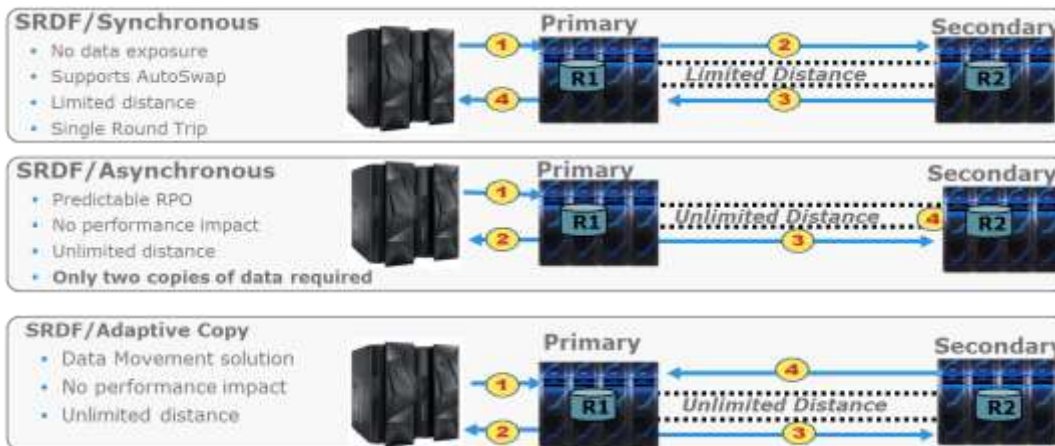 SRDF/Synchronous
• No data exposure
• Supports AutoSwap
• Limited distance
• Single Round Trip
Primary
Secondary
1
2
R1
Limited Distance
R2
4
3
SRDF/Asynchronous
• Predictable RPO
• No performance impact
• Unlimited distance
• Only two copies of data required
Primary
Secondary
1
R1
Unlimited Distance
4
R2
2
3
SRDF/Adaptive Copy
• Data Movement solution
• No performance impact
• Unlimited distance
Primary
Secondary
1
4
R1
Unlimited Distance
R2
2
3